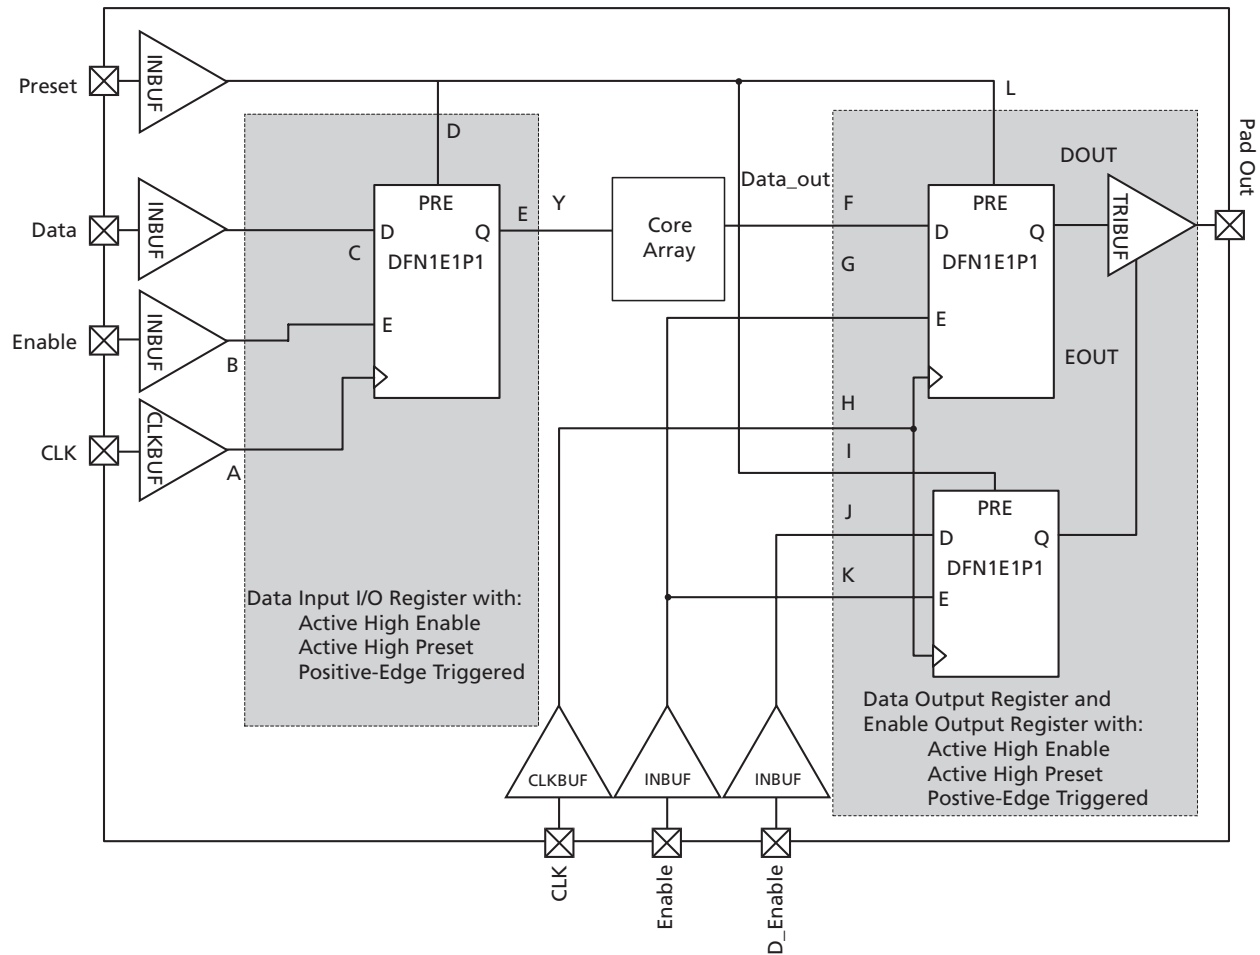 Preset
INBUF
L
D
Pad Out
DOUT
Data
INBUF
PRE
D
Q
DFN1E1P1
C
E
E
Y
Core
Array
Data_out
F
G
PRE
D
Q
DFN1E1P1
E
TRIBUF
EOUT
Enable
INBUF
B
CLK
CLKBUF
A
H
I
J
K
PRE
D
Q
DFN1E1P1
E
Data Input I/O Register with:
Active High Enable
Active High Preset
Positive-Edge Triggered
Data Output Register and
Enable Output Register with:
Active High Enable
Active High Preset
Postive-Edge Triggered
CLKBUF
INBUF
INBUF
CLK
Enable
D_Enable